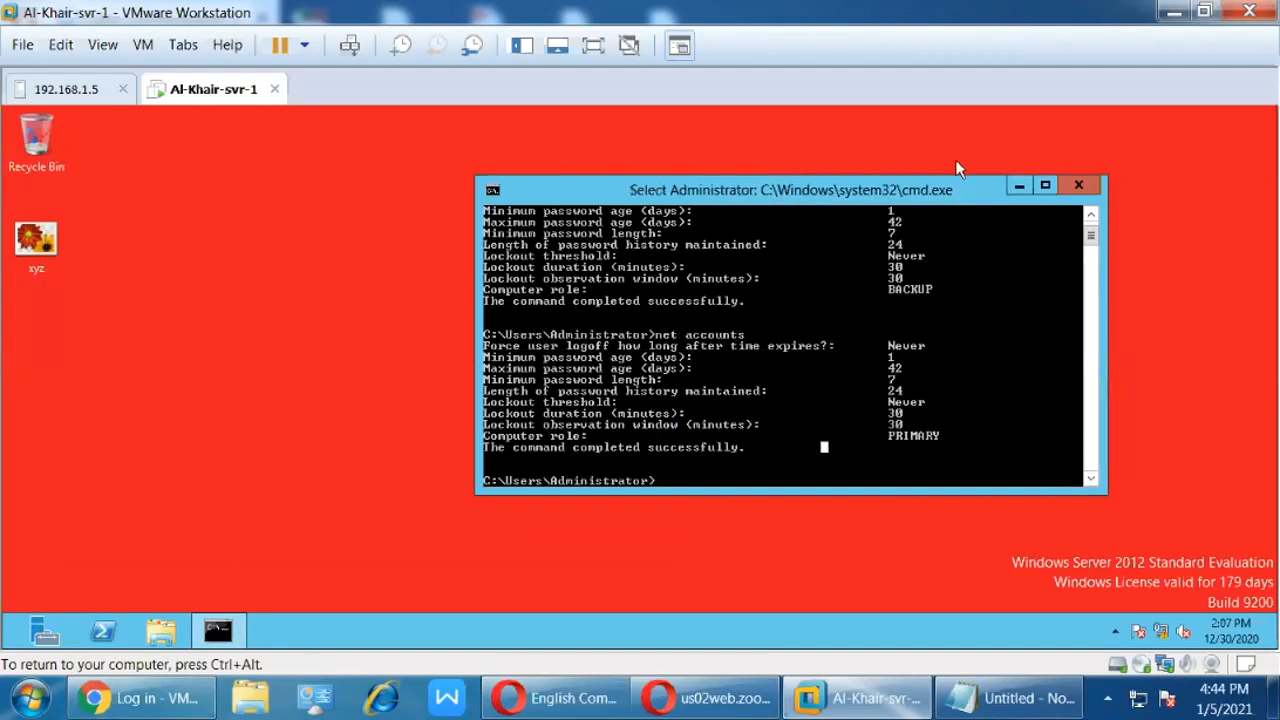 Al-Khair-svr-1 - VMware Workstation
File Edit View VM Tabs Help
192.168.1.5
Al-Khair-svr-1
Recycle Bin
xyz
Select Administrator: C:\Windows\system32\cmd.exe
Minimum password age (days): 1
Maximum password age (days): 42
Minimum password length: 7
Length of password history maintained: 24
Lockout threshold: Never
Lockout duration (minutes): 30
Lockout observation window (minutes): 30
Computer role: BACKUP
The command completed successfully.
C:\Users\Administrator>net accounts
Force user logoff how long after time expires?: Never
Minimum password age (days): 1
Maximum password age (days): 42
Minimum password length: 7
Length of password history maintained: 24
Lockout threshold: Never
Lockout duration (minutes): 30
Lockout observation window (minutes): 30
Computer role: PRIMARY
The command completed successfully.
C:\Users\Administrator>
Windows Server 2012 Standard Evaluation
Windows License valid for 179 days
Build 9200
2:07 PM
12/30/2020
To return to your computer, press Ctrl+Alt.
Log in - VM...
English Com...
us02web.zoo...
Al-Khair-svr-...
Untitled - No...
4:44 PM
1/5/2021